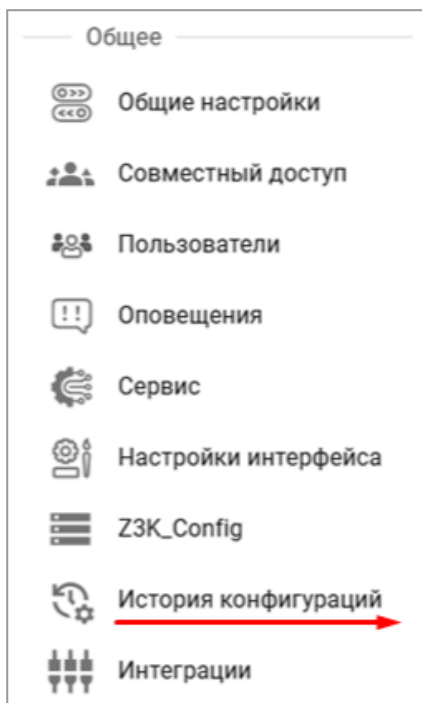 Общее
Общие настройки
Совместный доступ
Пользователи
Оповещения
Сервис
Настройки интерфейса
Z3K_Config
История конфигураций
Интеграции